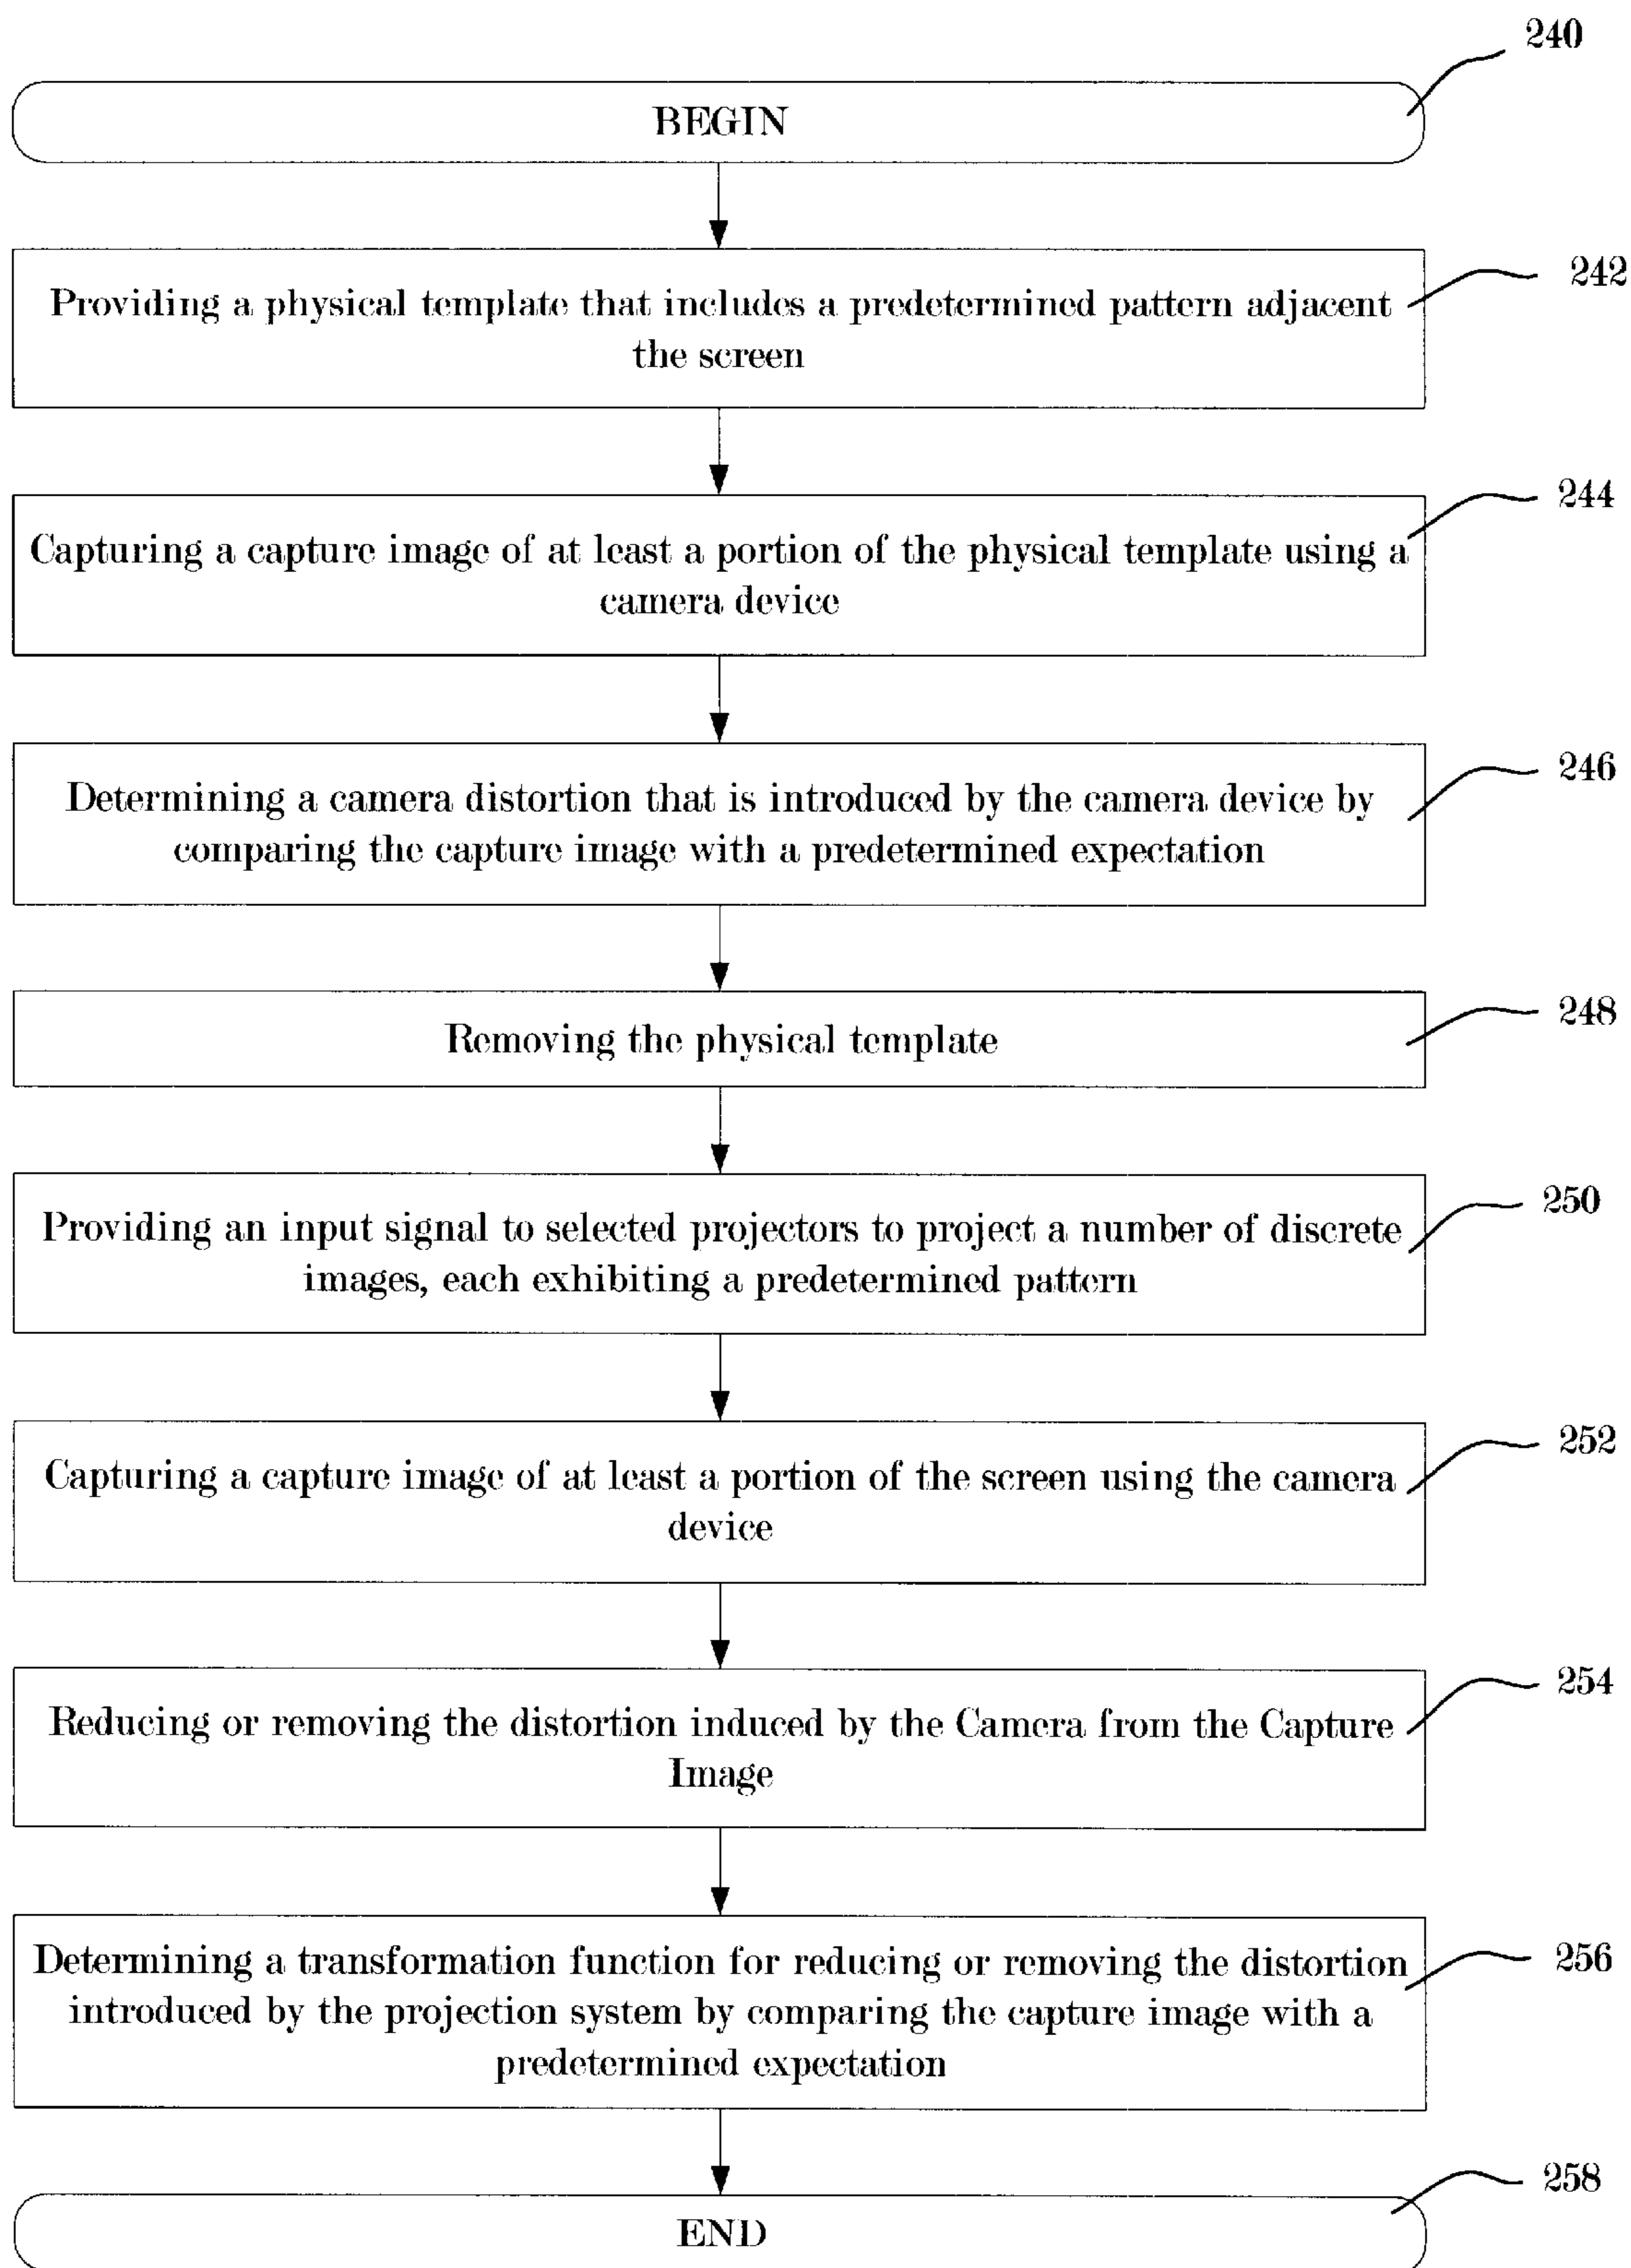 240
BEGIN
242
Providing a physical template that includes a predetermined pattern adjacent
the screen
244
Capturing a capture image of at least a portion of the physical template using a
camera device
246
Determining a camera distortion that is introduced by the camera device by
comparing the capture image with a predetermined expectation
248
Removing the physical template
250
Providing an input signal to selected projectors to project a number of discrete
images, each exhibiting a predetermined pattern
252
Capturing a capture image of at least a portion of the screen using the camera
device
254
Reducing or removing the distortion induced by the Camera from the Capture
Image
256
Determining a transformation function for reducing or removing the distortion
introduced by the projection system by comparing the capture image with a
predetermined expectation
258
END